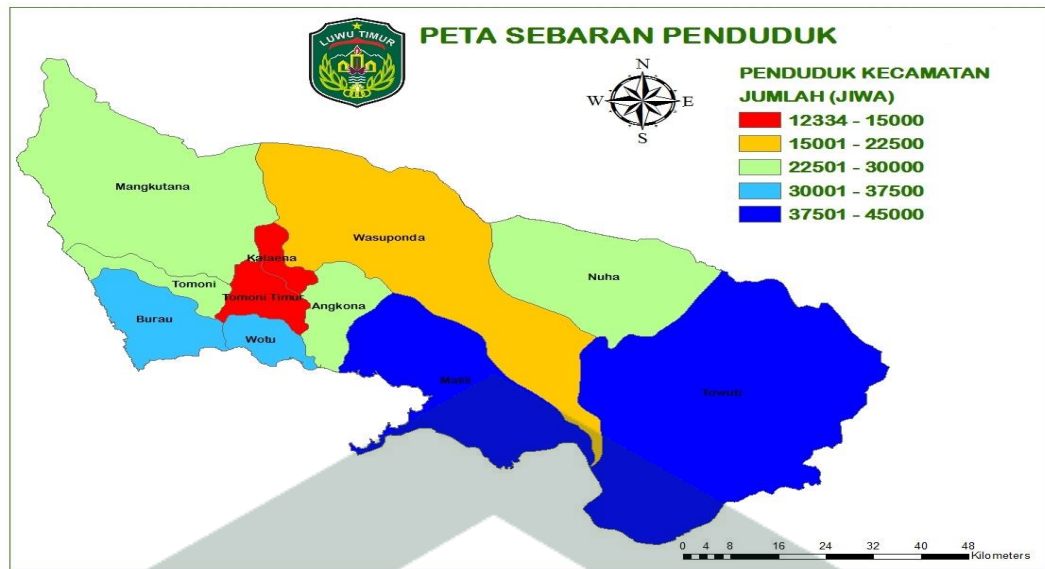 LUWU TIMUR
PETA SEBARAN PENDUDUK
N
W E
S
PENDUDUK KECAMATAN
JUMLAH (JIWA)
12334 - 15000
15001 - 22500
22501 - 30000
30001 - 37500
37501 - 45000
Mangkutana
Wasuponda
Kalaena
Nuha
Tomoni
Tomoni Timur
Angkona
Burau
Wotu
Malili
Towuti
0 4 8 16 24 32 40 48
Kilometers